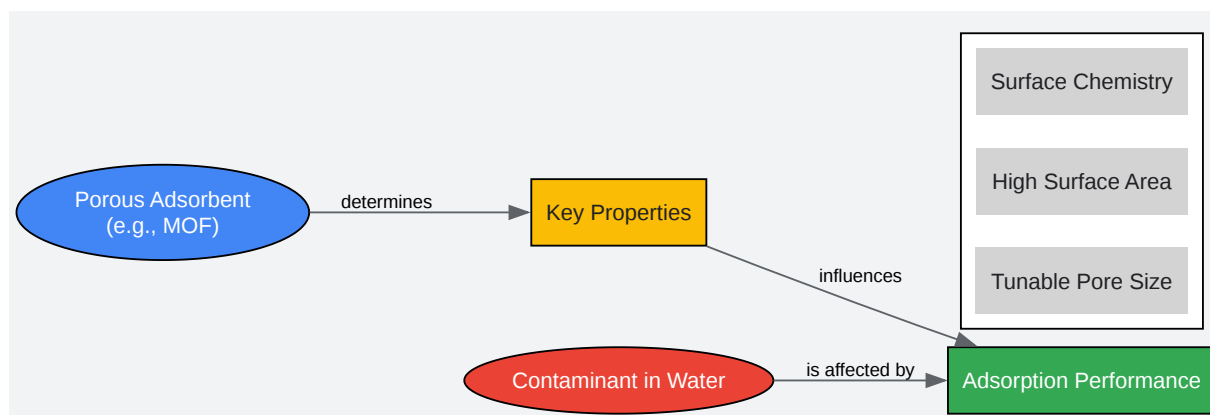 Surface Chemistry
Porous Adsorbent
(e.g., MOF)
determines
Key Properties
High Surface Area
influences
Tunable Pore Size
Contaminant in Water
is affected by
Adsorption Performance